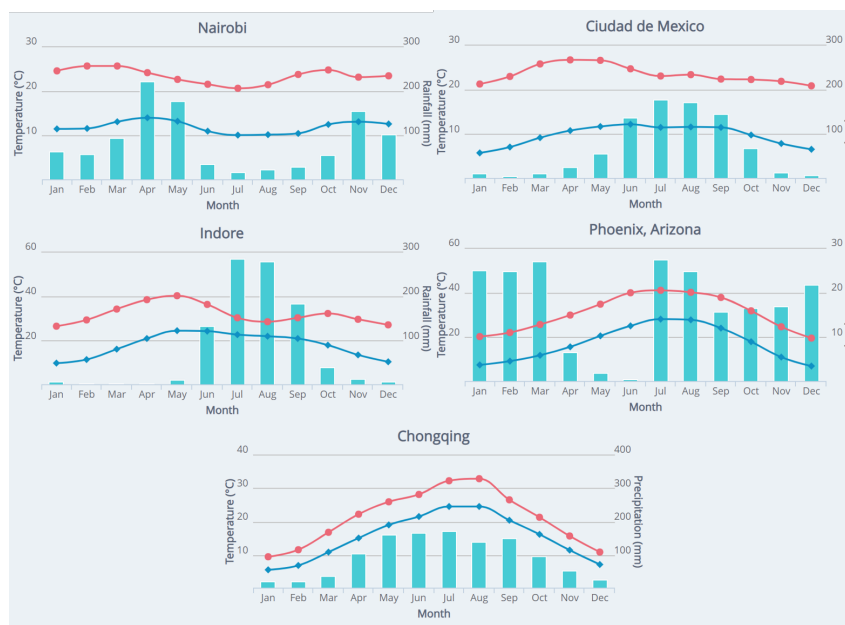 Nairobi
30 300
20 200
10 100
Temperature (°C)
Rainfall (mm)
Jan Feb Mar Apr May Jun Jul Aug Sep Oct Nov Dec
Month
Ciudad de Mexico
30 300
20 200
10 100
Temperature (°C)
Jan Feb Mar Apr May Jun Jul Aug Sep Oct Nov Dec
Month
Indore
60 300
40 200
20 100
Temperature (°C)
Rainfall (mm)
Jan Feb Mar Apr May Jun Jul Aug Sep Oct Nov Dec
Month
Phoenix, Arizona
60 30
40 20
20 10
Temperature (°C)
Jan Feb Mar Apr May Jun Jul Aug Sep Oct Nov Dec
Month
Chongqing
40 400
30 300
20 200
10 100
Temperature (°C)
Precipitation (mm)
Jan Feb Mar Apr May Jun Jul Aug Sep Oct Nov Dec
Month